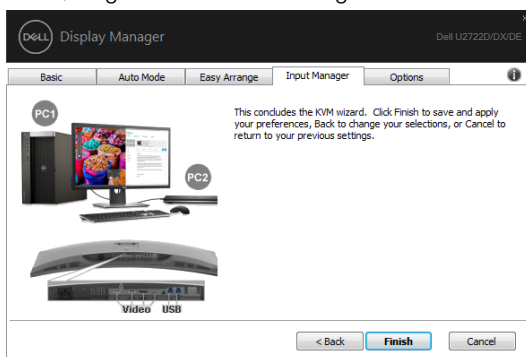 DELL Display Manager
Dell U2722D/DX/DE
Basic Auto Mode Easy Arrange Input Manager Options
PC1
This concludes the KVM wizard. Click Finish to save and apply
your preferences, Back to change your selections, or Cancel to
return to your previous settings.
PC2
Video USB
< Back Finish Cancel